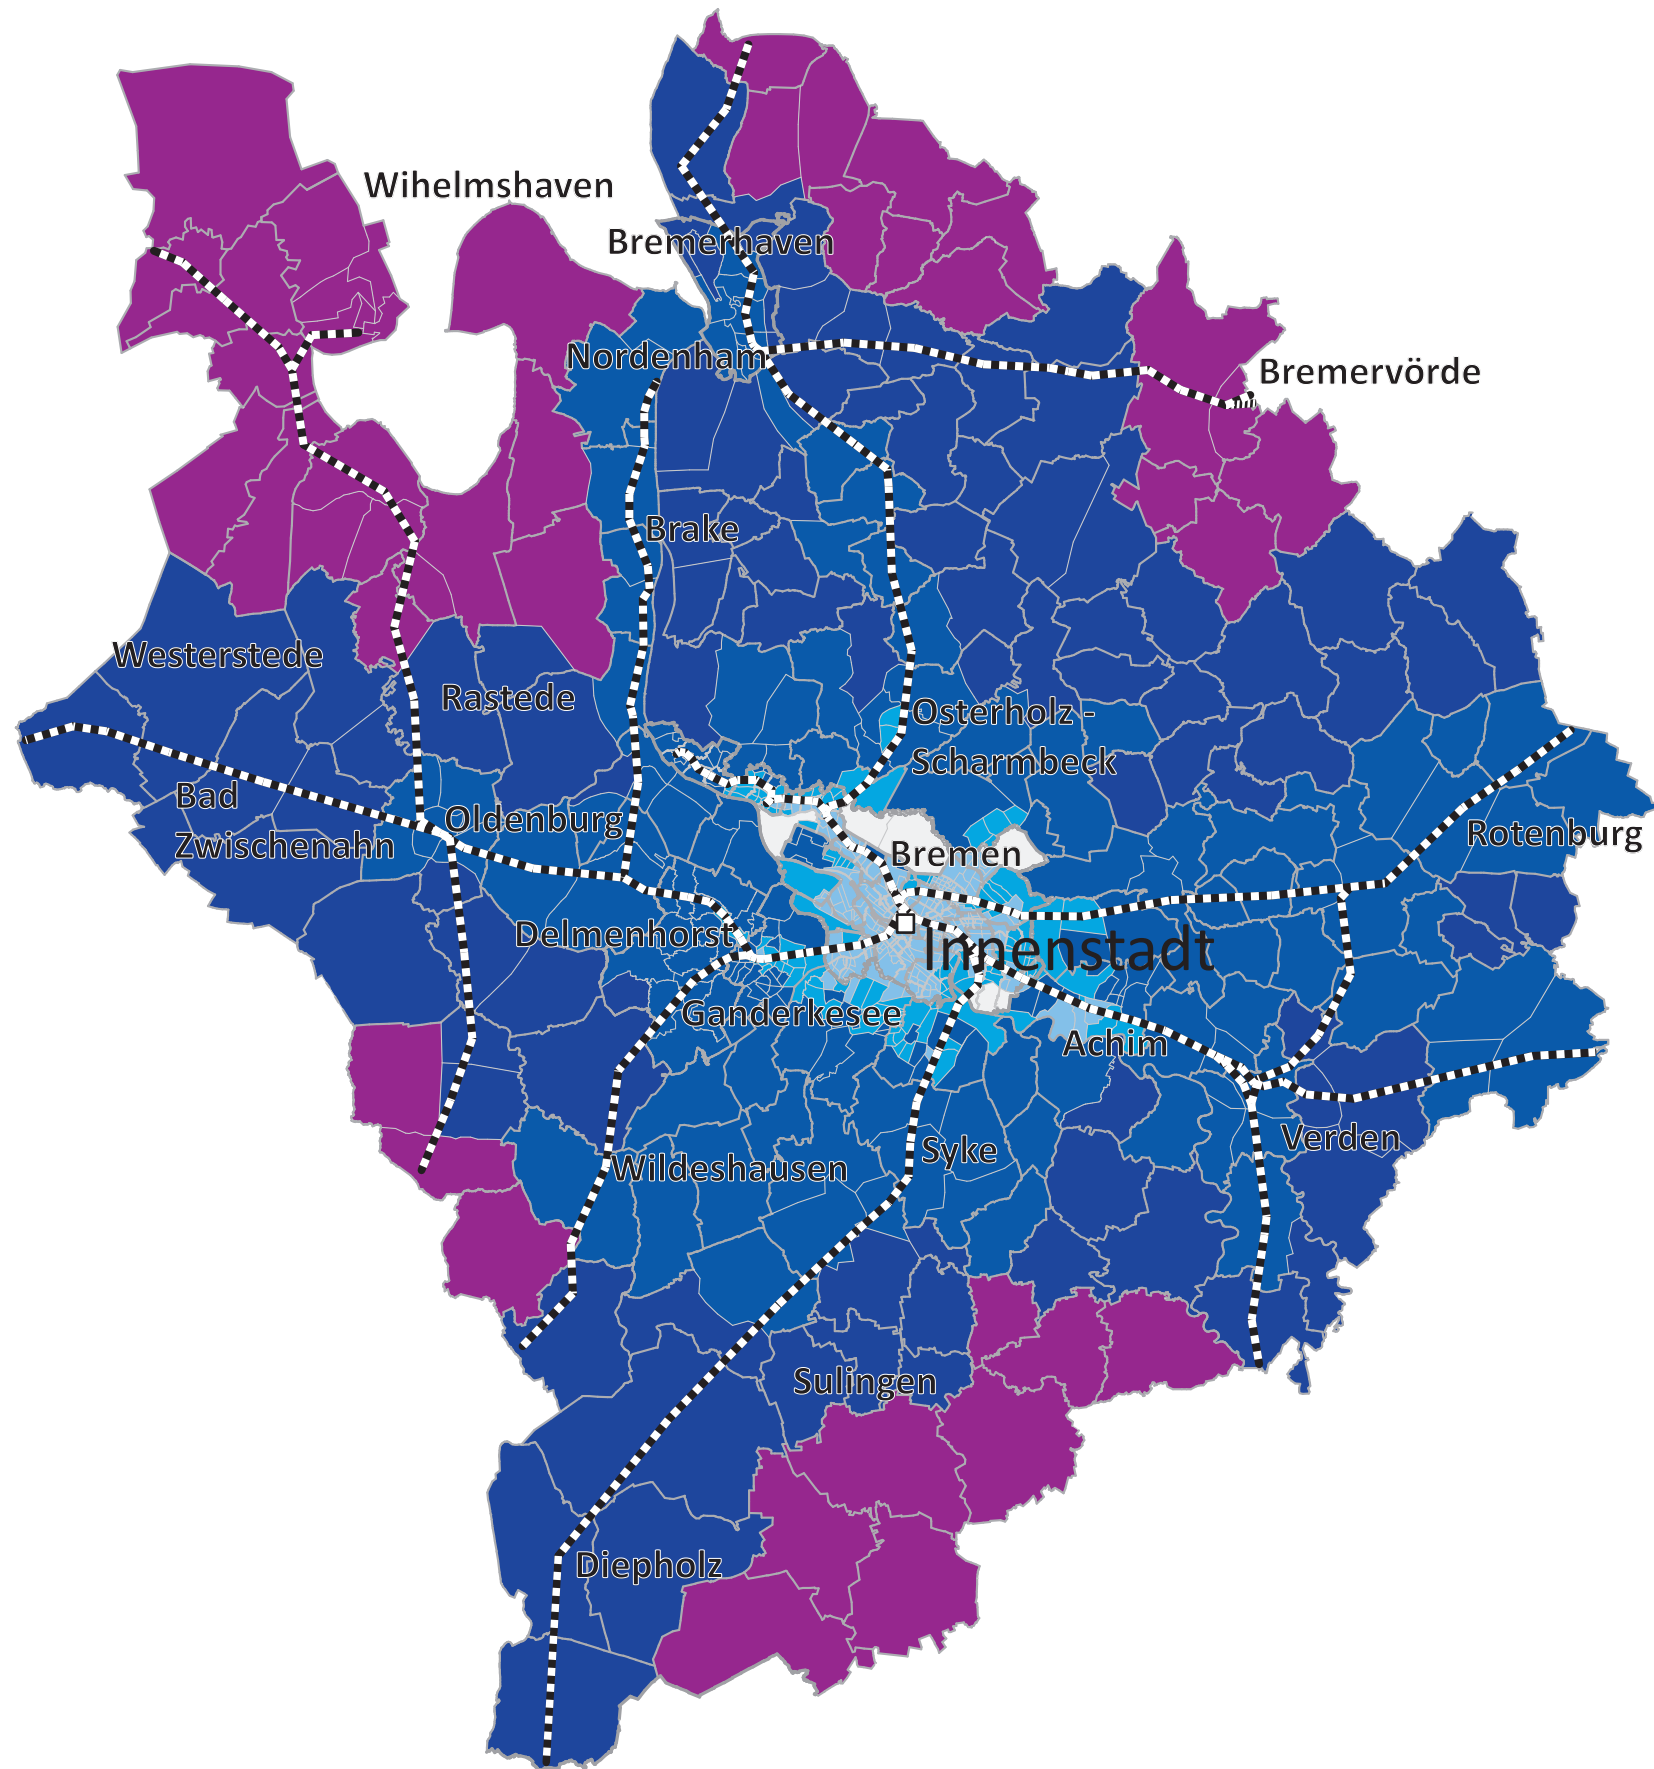 Wihelmshaven
Bremerhaven
Nordenham
Bremervörde
Brake
Westerstede
Rastede
Osterholz -
Scharmbeck
Bad
Zwischenahn
Oldenburg
Rotenburg
Bremen
Delmenhorst
Innenstadt
Ganderkesee
Achim
Verden
Syke
Wildeshausen
Sulingen
Diepholz